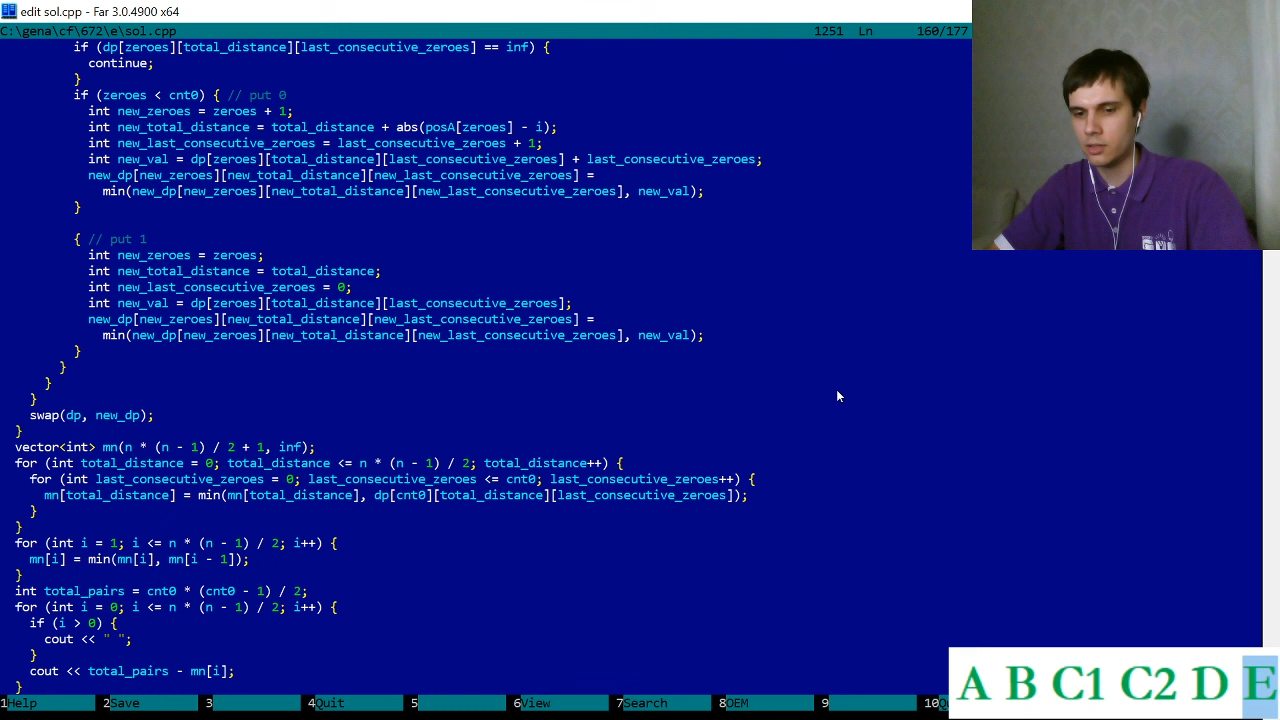 edit sol.cpp - Far 3.0.4900 x64
C:\gena\cf\672\e\sol.cpp 1251 Ln 160/177
if (dp[zeroes][total_distance][last_consecutive_zeroes] == inf) {
continue;
}
if (zeroes < cnt0) { // put 0
int new_zeroes = zeroes + 1;
int new_total_distance = total_distance + abs(posA[zeroes] - i);
int new_last_consecutive_zeroes = last_consecutive_zeroes + 1;
int new_val = dp[zeroes][total_distance][last_consecutive_zeroes] + last_consecutive_zeroes;
new_dp[new_zeroes][new_total_distance][new_last_consecutive_zeroes] =
min(new_dp[new_zeroes][new_total_distance][new_last_consecutive_zeroes], new_val);
}
{ // put 1
int new_zeroes = zeroes;
int new_total_distance = total_distance;
int new_last_consecutive_zeroes = 0;
int new_val = dp[zeroes][total_distance][last_consecutive_zeroes];
new_dp[new_zeroes][new_total_distance][new_last_consecutive_zeroes] =
min(new_dp[new_zeroes][new_total_distance][new_last_consecutive_zeroes], new_val);
}
}
}
}
swap(dp, new_dp);
}
vector<int> mn(n * (n - 1) / 2 + 1, inf);
for (int total_distance = 0; total_distance <= n * (n - 1) / 2; total_distance++) {
for (int last_consecutive_zeroes = 0; last_consecutive_zeroes <= cnt0; last_consecutive_zeroes++) {
mn[total_distance] = min(mn[total_distance], dp[cnt0][total_distance][last_consecutive_zeroes]);
}
}
for (int i = 1; i <= n * (n - 1) / 2; i++) {
mn[i] = min(mn[i], mn[i - 1]);
}
int total_pairs = cnt0 * (cnt0 - 1) / 2;
for (int i = 0; i <= n * (n - 1) / 2; i++) {
if (i > 0) {
cout << " ";
}
cout << total_pairs - mn[i];
}
A B C1 C2 D E
1Help 2Save 3 4Quit 5 6View 7Search 8OEM 9 10